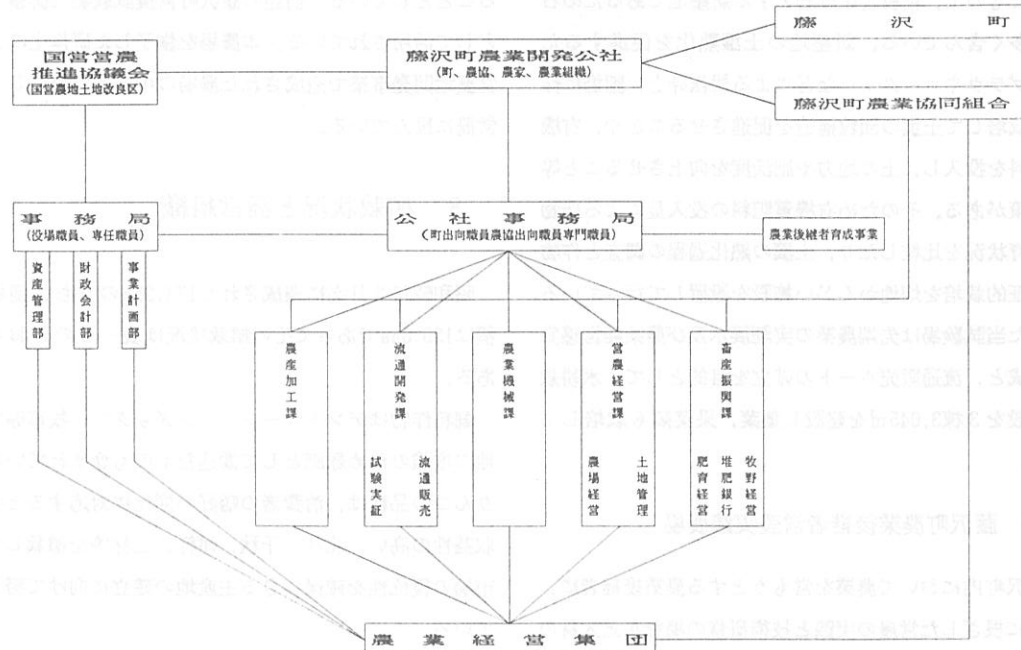 藤沢町
国営営農
推進協議会
(国営農地土地改良区)
藤沢町農業開発公社
(町、農協、農家、農業組織)
藤沢町農業協同組合
事務局
(役場職員、専任職員)
公社事務局
(町出向職員農協出向職員専門職員)
農業後継者育成事業
資産管理部
財政会計部
事業計画部
農産加工課
流通開発課
試験実証
流通販売
農業機械課
営農経営課
農場経営
土地管理
畜産振興課
肥育経営
堆肥銀行
牧野経営
農業経営集団